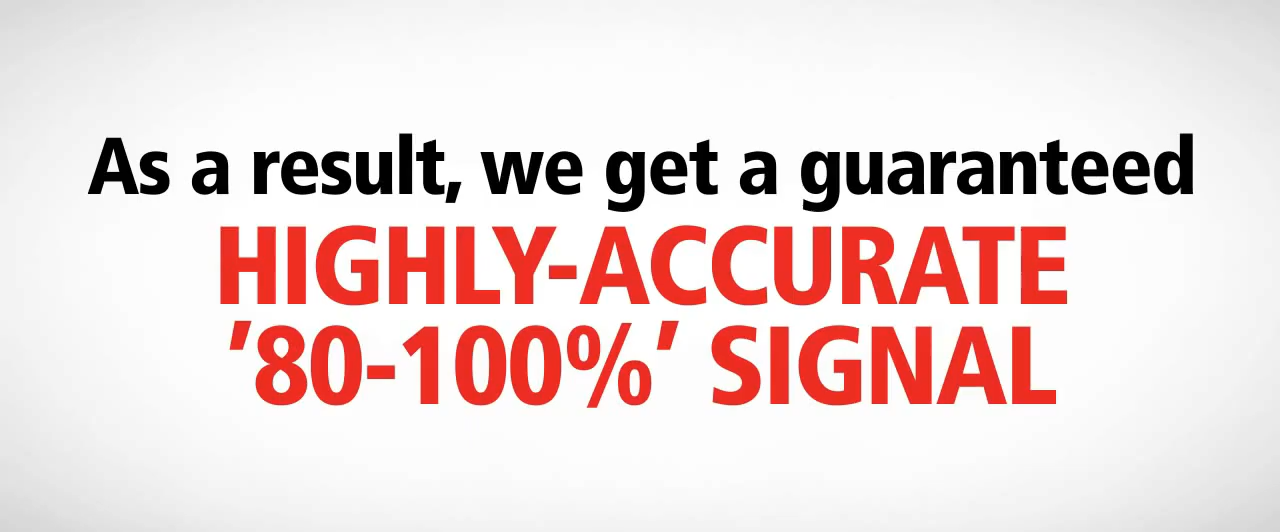 As a result, we get a guaranteed
HIGHLY-ACCURATE
’80-100%’ SIGNAL